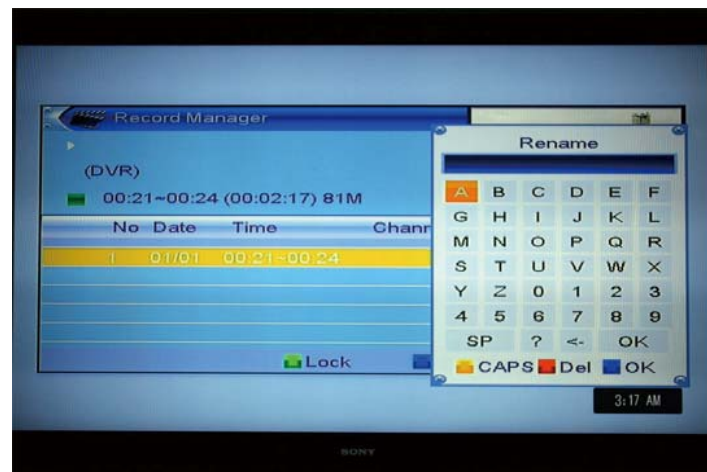 Record Manager
(DVR)
00:21~00:24 (00:02:17) 81M
No Date Time Chann
1 01/01 00:21~00:24
Lock
Rename
A B C D E F
G H I J K L
M N O P Q R
S T U V W X
Y Z 0 1 2 3
4 5 6 7 8 9
SP ? <- OK
CAPS Del OK
3:17 AM
SONY